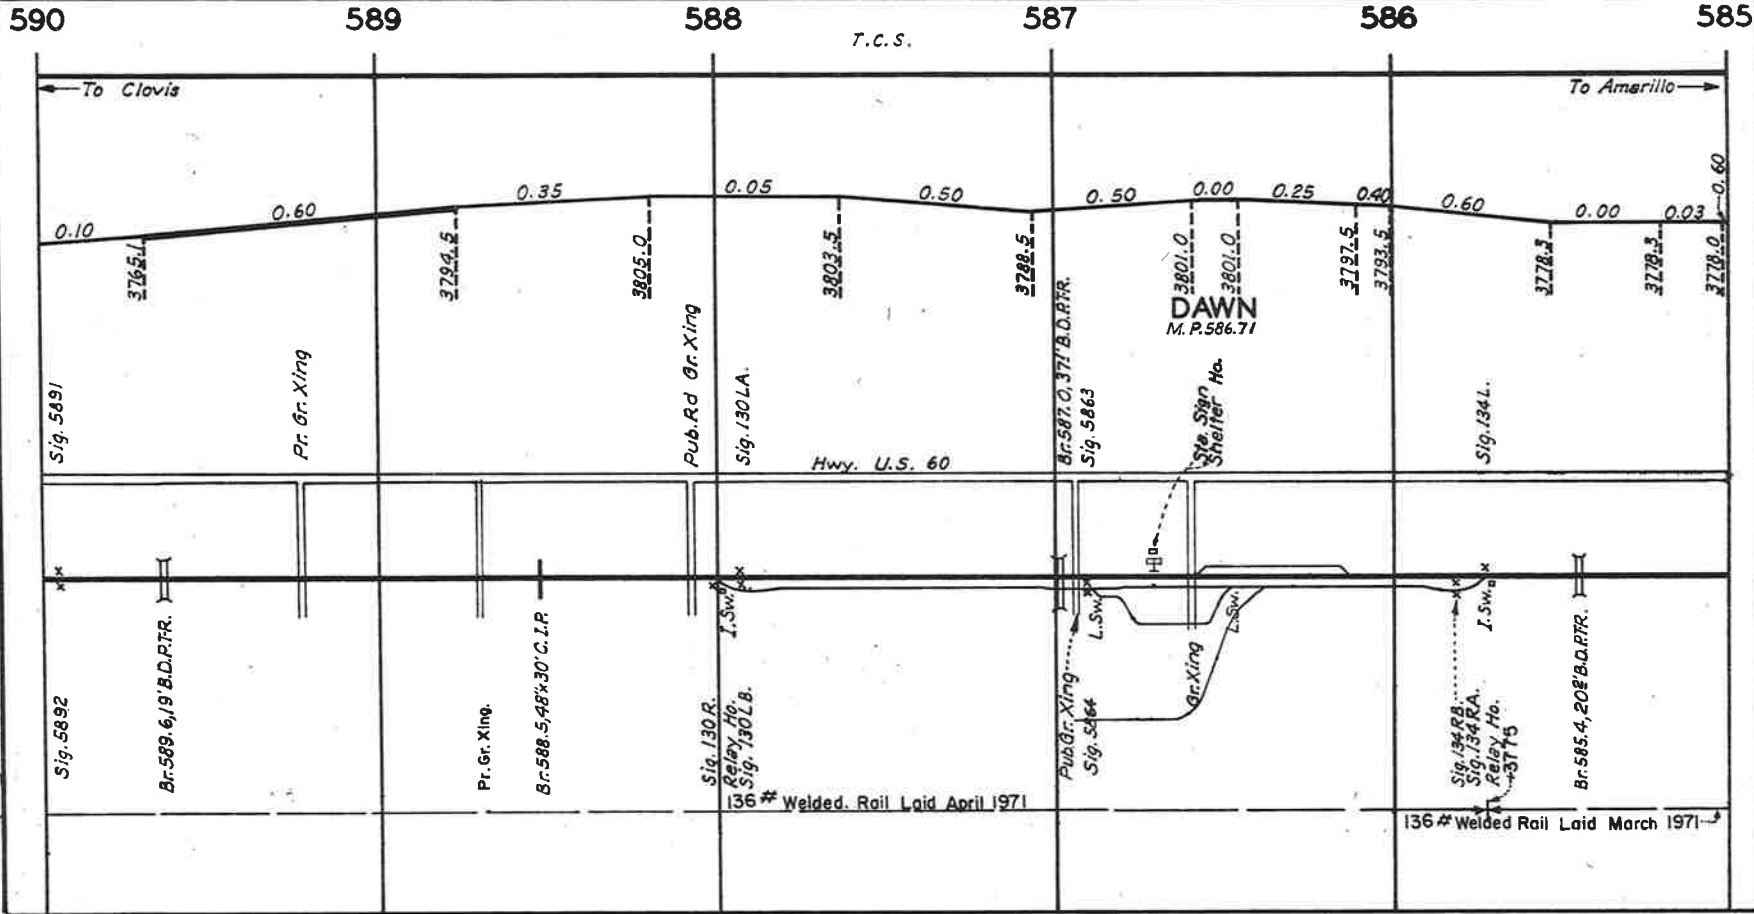 590 589 588 587 586 585
T.C.S.
To Clovis
To Amarillo
0.10 0.60 0.35 0.05 0.50 0.50 0.00 0.25 0.40 0.60 0.00 0.03 0.60
3765.1
3794.5
3805.0
3803.5
3788.5
3801.0
3801.0
3797.5
3793.5
3778.3
3778.3
3778.0
DAWN
M.P.586.71
Sig. 5891
Pr. Gr. Xing
Pub. Rd Gr. Xing
Sig. 130 LA.
Br. 587.0, 37' B.D.P.T-R.
Sig. 5863
Sta. Sign
Shelter Ho.
Sig. 134 L.
Hwy. U.S. 60
I.Sw.
L.Sw.
L.Sw.
I.Sw.
Sig. 5892
Br. 589.6, 19' B.D.P.T-R.
Pr. Gr. Xing.
Br. 588.5, 48"x30' C.I.P.
Sig. 130 R.
Relay Ho.
Sig. 130 LB.
Pub. Gr. Xing
Sig. 5864
Gr. Xing
Sig. 134 RB.
Sig. 134 RA.
Relay Ho.
+3775
Br. 585.4, B.D.P.T-R.
136# Welded. Rail Laid April 1971
136# Welded Rail Laid March 1971